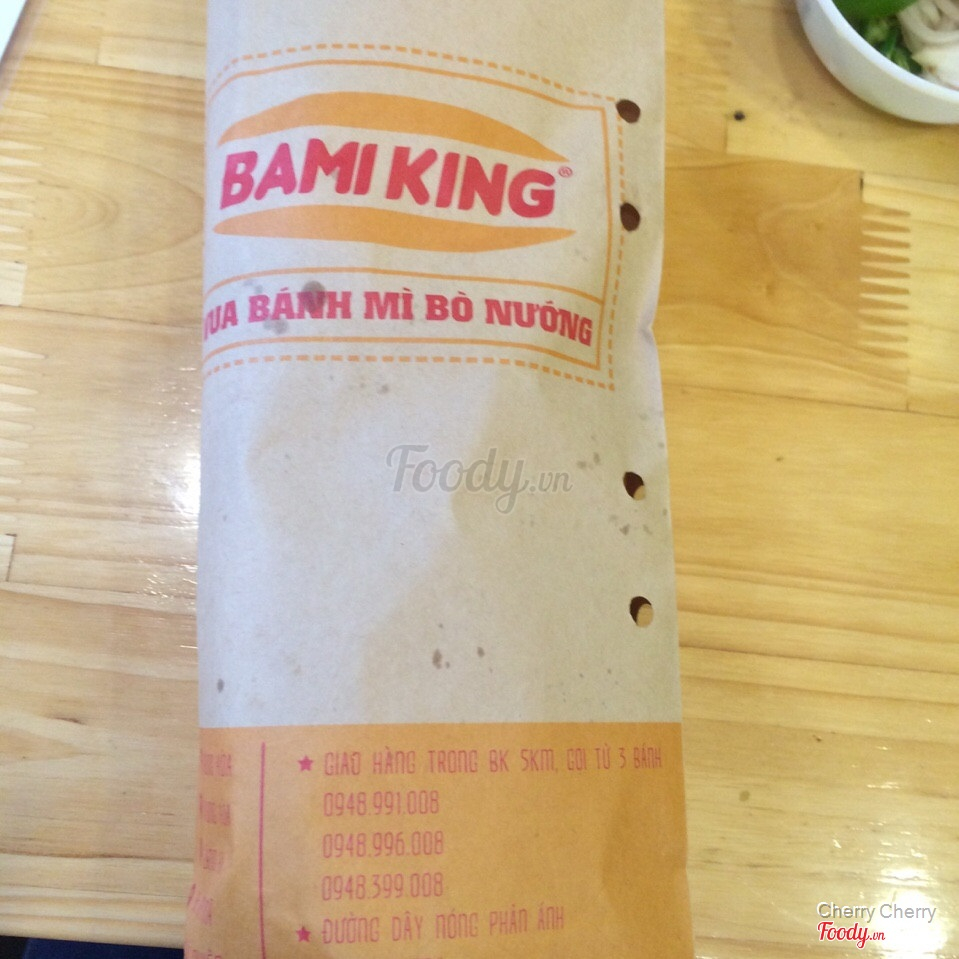 BAMI KING®
VUA BÁNH MÌ BÒ NƯỚNG
Foody.vn
★ GIAO HÀNG TRONG BK 5KM, GỌI TỪ 3 BÁNH
0948.991.008
0948.996.008
0948.399.008
★ ĐƯỜNG DÂY NÓNG PHẢN ÁNH
Cherry Cherry
Foody.vn